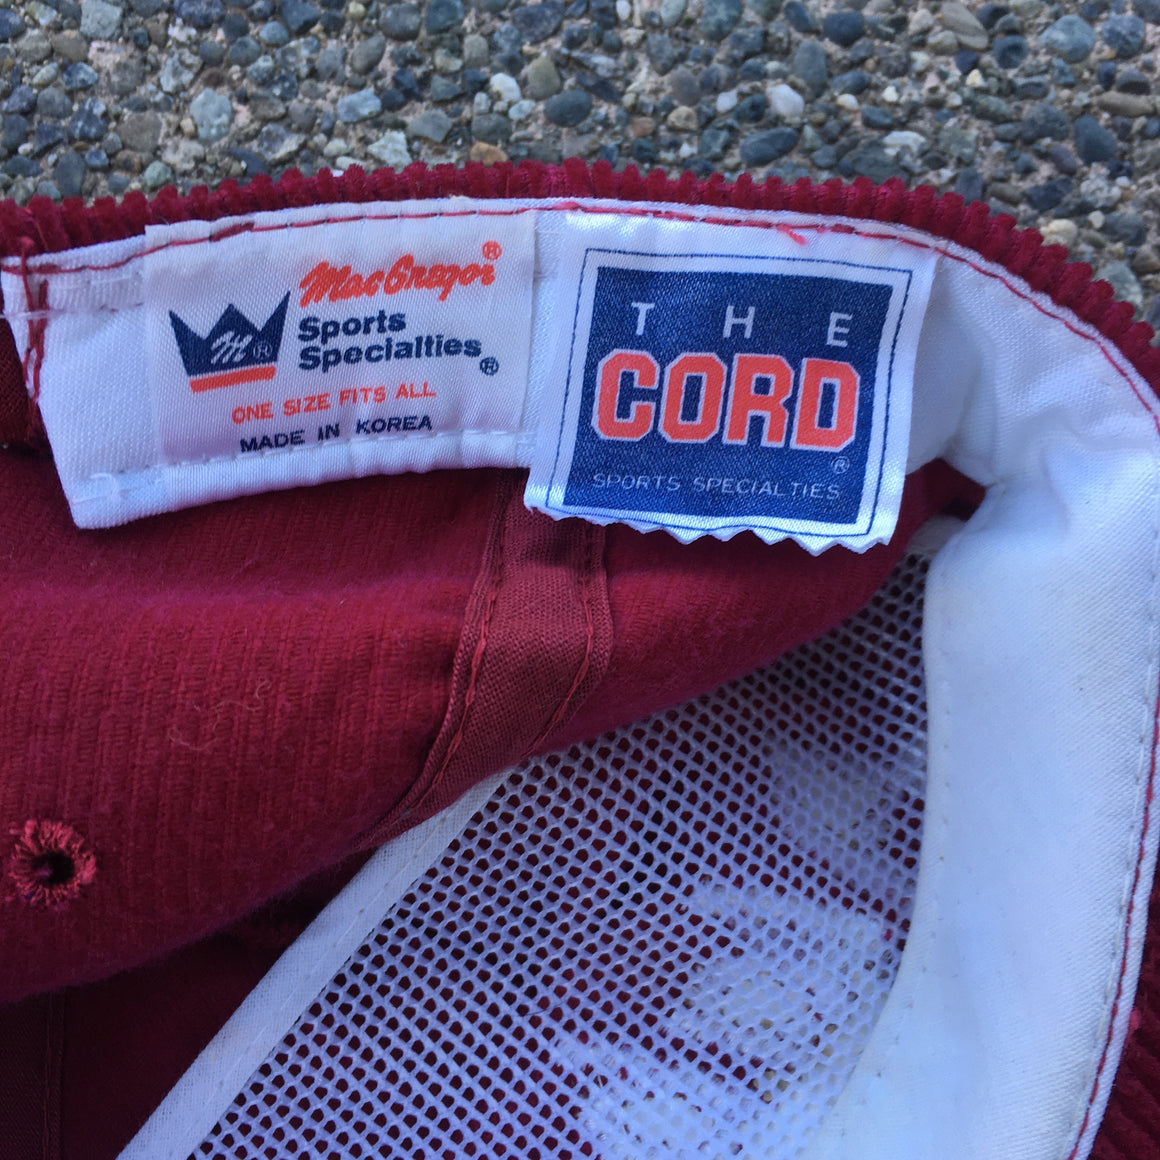 MacGregor®
Sports
Specialties®
M®
ONE SIZE FITS ALL
MADE IN KOREA
THE
CORD®
SPORTS SPECIALTIES